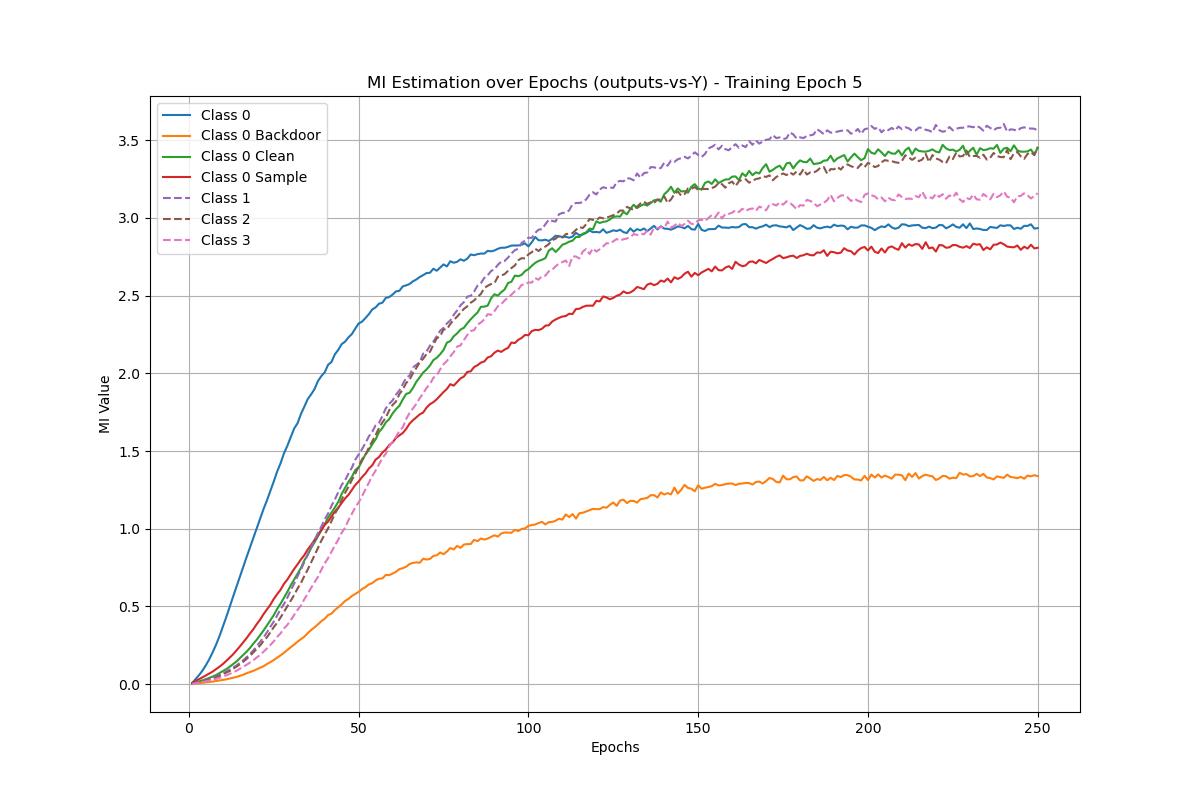 MI Estimation over Epochs (outputs-vs-Y) - Training Epoch 5
Class 0
Class 0 Backdoor
Class 0 Clean
Class 0 Sample
Class 1
Class 2
Class 3
3.5
3.0
2.5
2.0
1.5
1.0
0.5
0.0
MI Value
0 50 100 150 200 250
Epochs